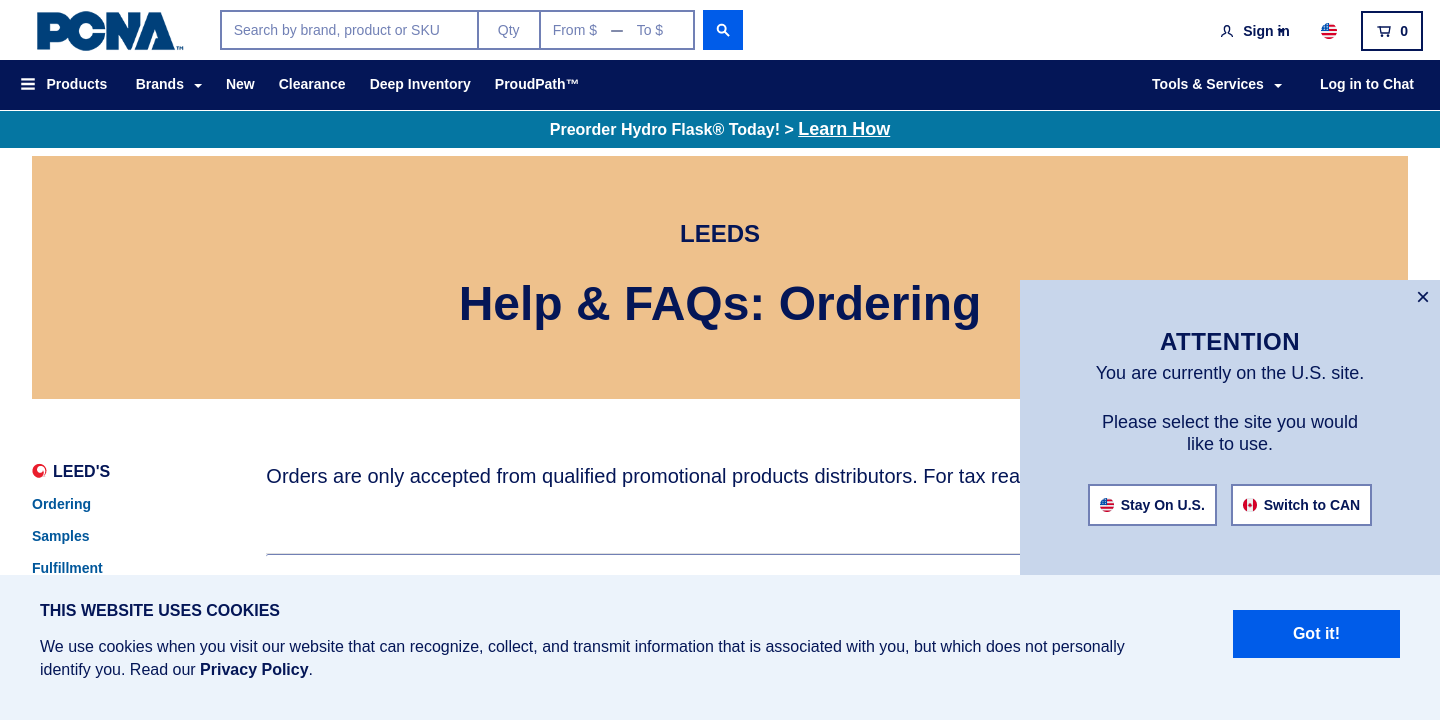 PCNA™
Search by brand, product or SKU
Qty
From $ — To $
Sign in
0
Products
Brands
New
Clearance
Deep Inventory
ProudPath™
Tools & Services
Log in to Chat
Preorder Hydro Flask® Today! > Learn How
LEEDS
Help & FAQs: Ordering
ATTENTION
You are currently on the U.S. site.
Please select the site you would
like to use.
Stay On U.S.
Switch to CAN
LEED'S
Ordering
Samples
Fulfillment
Orders are only accepted from qualified promotional products distributors. For tax rea
THIS WEBSITE USES COOKIES
We use cookies when you visit our website that can recognize, collect, and transmit information that is associated with you, but which does not personally
identify you. Read our Privacy Policy.
Got it!